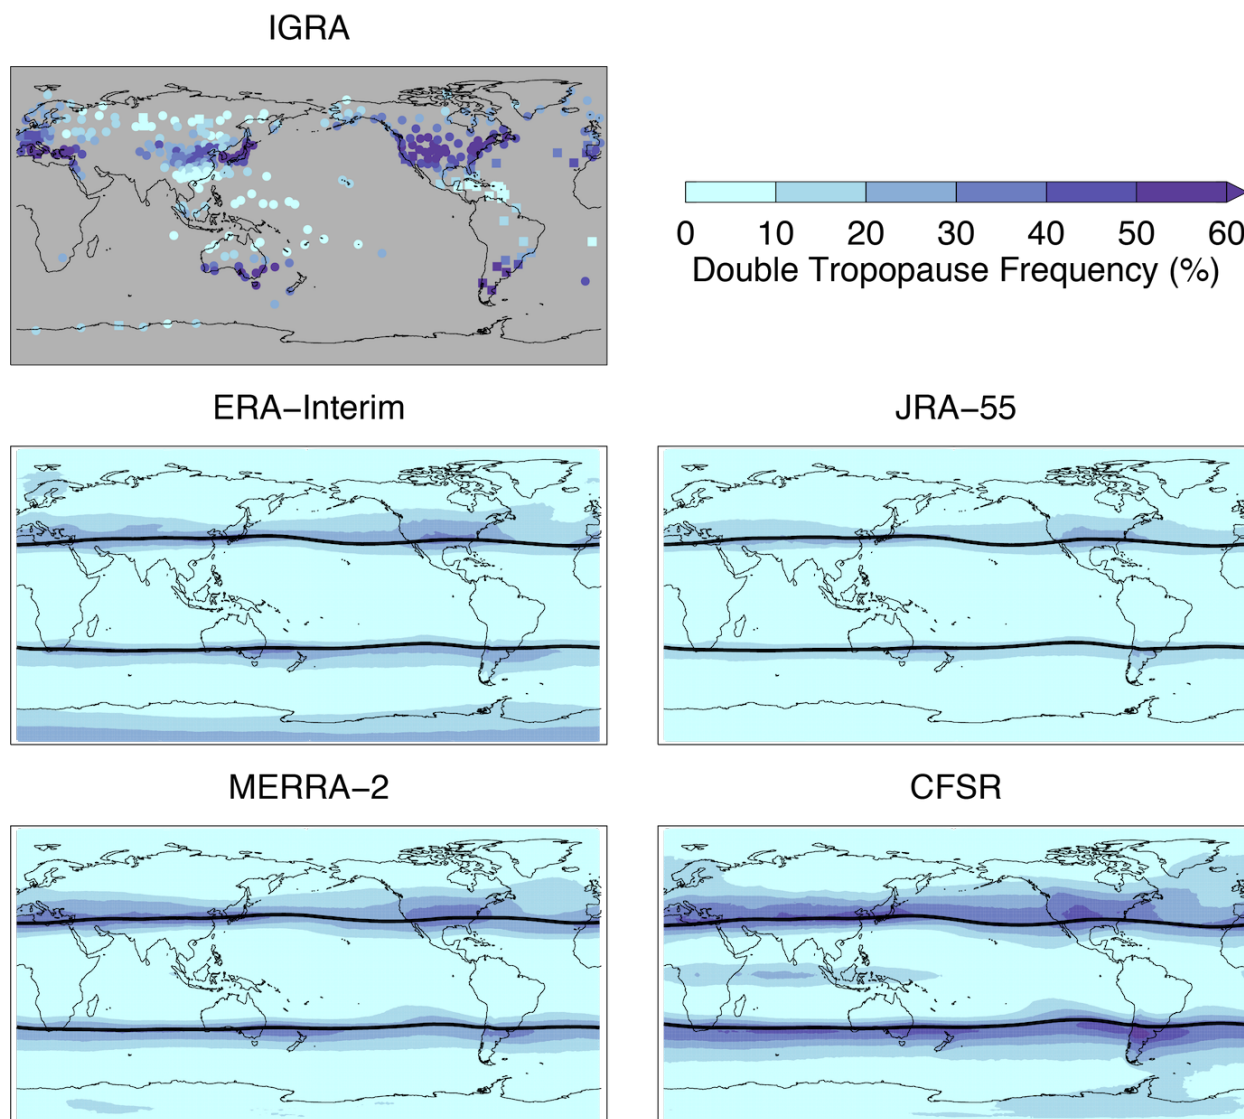 IGRA
0 10 20 30 40 50 60
Double Tropopause Frequency (%)
ERA−Interim
JRA−55
MERRA−2
CFSR